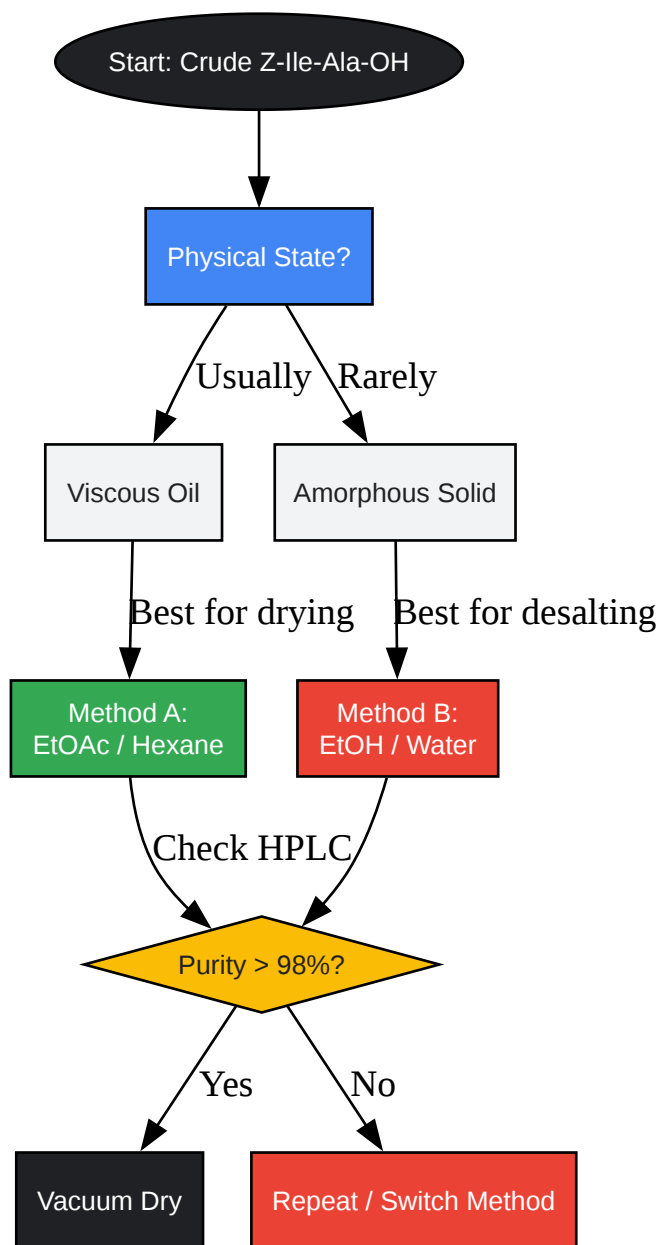 Start: Crude Z-Ile-Ala-OH
Physical State?
Usually
Rarely
Viscous Oil
Amorphous Solid
Best for drying
Best for desalting
Method A:
EtOAc / Hexane
Method B:
EtOH / Water
Check HPLC
Purity > 98%?
Yes
No
Vacuum Dry
Repeat / Switch Method